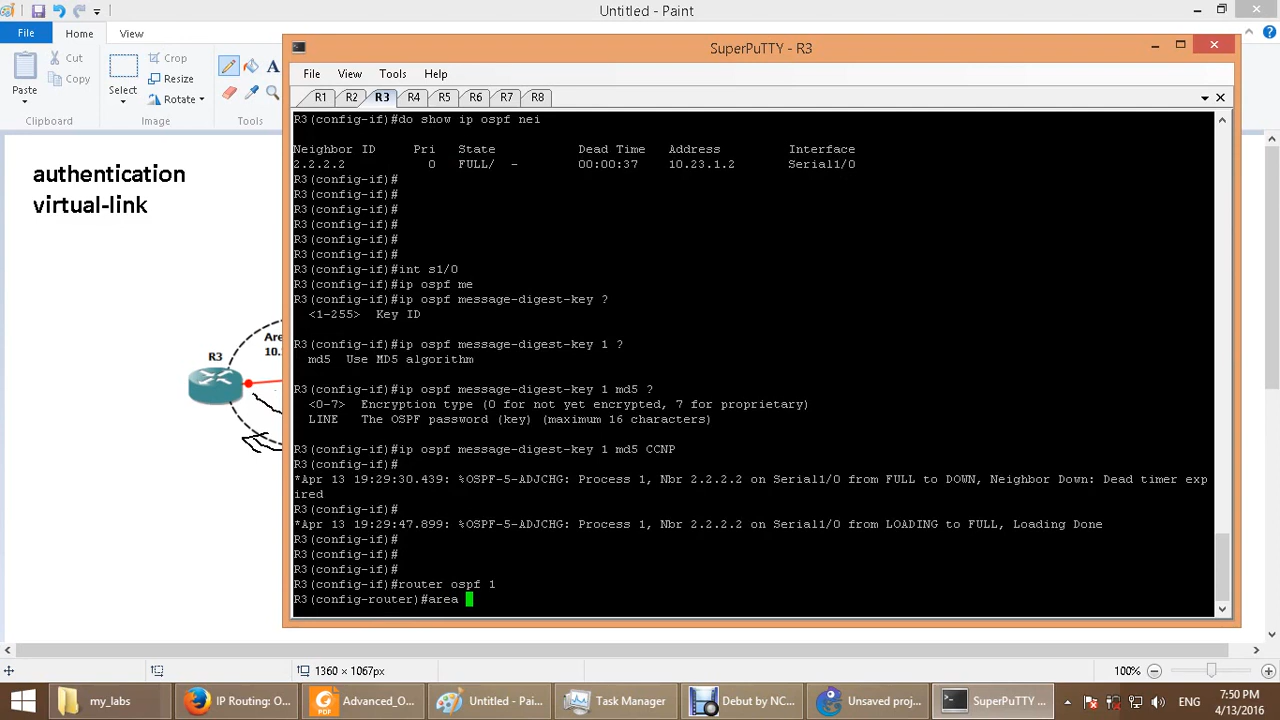 Untitled - Paint
File Home View
Paste
Cut
Copy
Clipboard
Select
Crop
Resize
Rotate
Image
A
Tools
authentication
virtual-link
Are
10.
R3
SuperPuTTY - R3
File View Tools Help
R1 R2 R3 R4 R5 R6 R7 R8
R3(config-if)#do show ip ospf nei
Neighbor ID Pri State Dead Time Address Interface
2.2.2.2 0 FULL/ - 00:00:37 10.23.1.2 Serial1/0
R3(config-if)#
R3(config-if)#
R3(config-if)#
R3(config-if)#
R3(config-if)#
R3(config-if)#
R3(config-if)#int s1/0
R3(config-if)#ip ospf me
R3(config-if)#ip ospf message-digest-key ?
<1-255> Key ID
R3(config-if)#ip ospf message-digest-key 1 ?
md5 Use MD5 algorithm
R3(config-if)#ip ospf message-digest-key 1 md5 ?
<0-7> Encryption type (0 for not yet encrypted, 7 for proprietary)
LINE The OSPF password (key) (maximum 16 characters)
R3(config-if)#ip ospf message-digest-key 1 md5 CCNP
R3(config-if)#
*Apr 13 19:29:30.439: %OSPF-5-ADJCHG: Process 1, Nbr 2.2.2.2 on Serial1/0 from FULL to DOWN, Neighbor Down: Dead timer exp
ired
R3(config-if)#
*Apr 13 19:29:47.899: %OSPF-5-ADJCHG: Process 1, Nbr 2.2.2.2 on Serial1/0 from LOADING to FULL, Loading Done
R3(config-if)#
R3(config-if)#
R3(config-if)#
R3(config-if)#router ospf 1
R3(config-router)#area
1360 × 1067px
100%
my_labs
IP Routing: O...
Advanced_O...
Untitled - Pai...
Task Manager
Debut by NC...
Unsaved proj...
SuperPuTTY ...
ENG
7:50 PM
4/13/2016